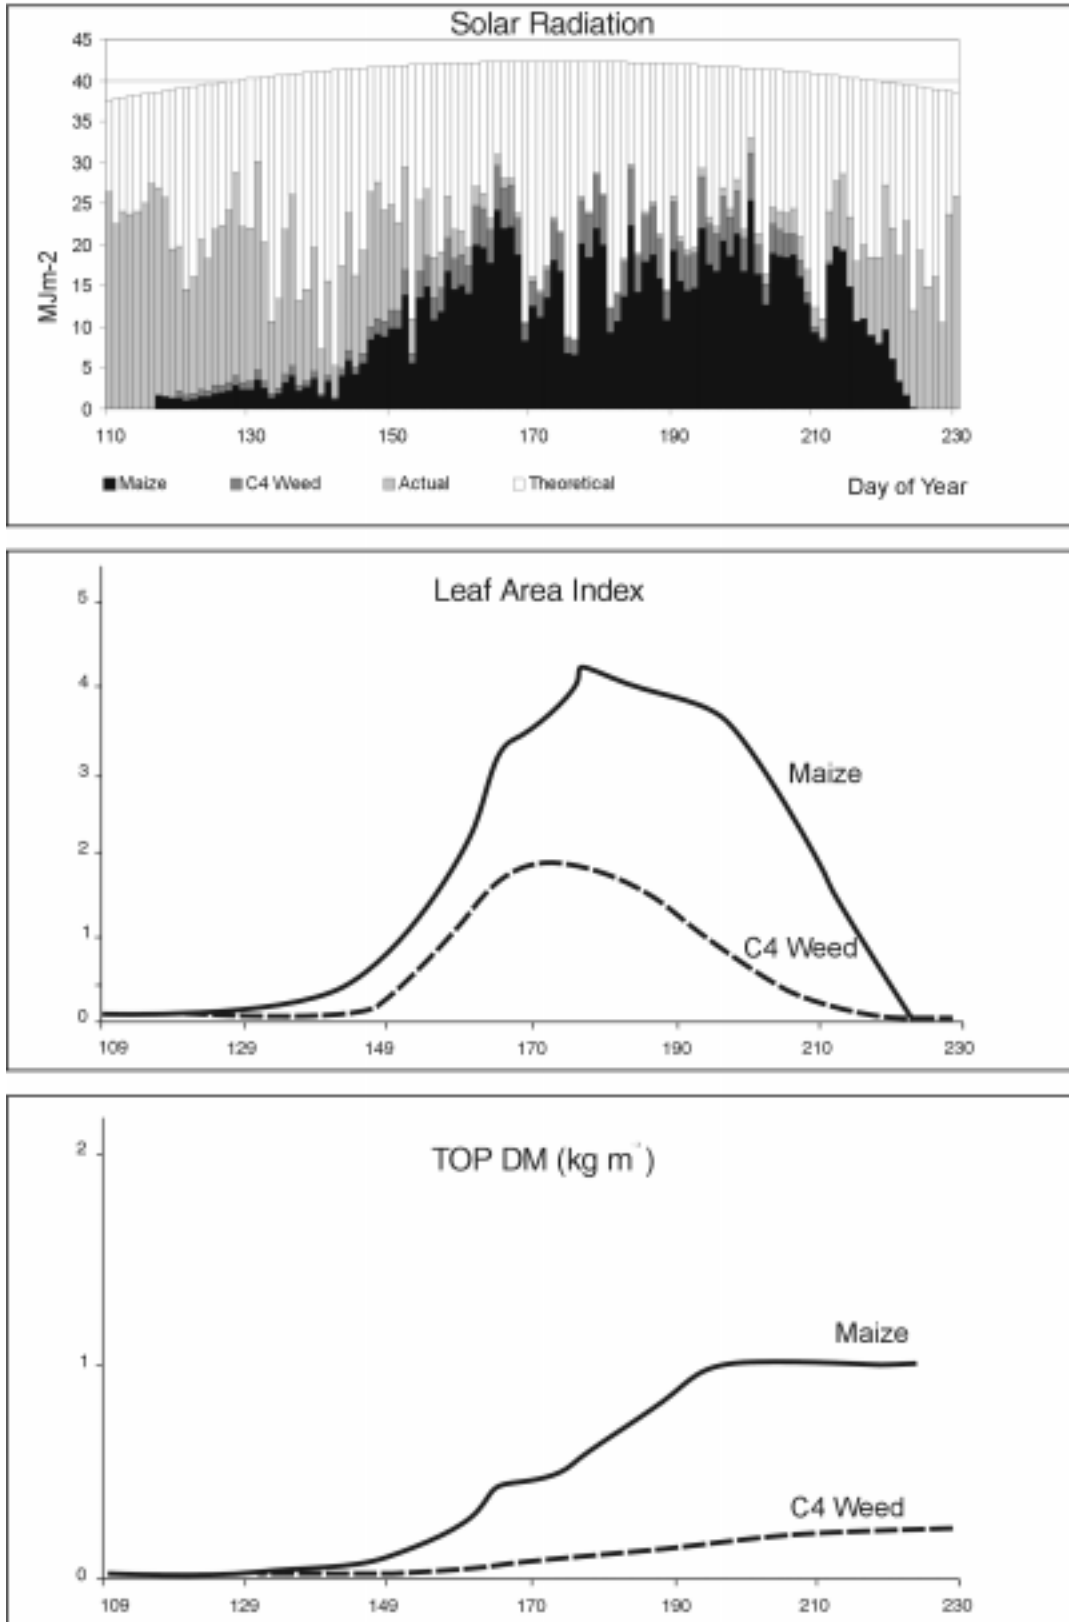 Solar Radiation
45
40
35
30
25
20
15
10
5
0
MJm-2
110 130 150 170 190 210 230
Maize C4 Weed Actual Theoretical Day of Year
Leaf Area Index
5
4
3
Maize
2
1
C4 Weed
0
109 129 149 170 190 210 230
2
TOP DM (kg m )
Maize
1
C4 Weed
0
109 129 149 170 190 210 230